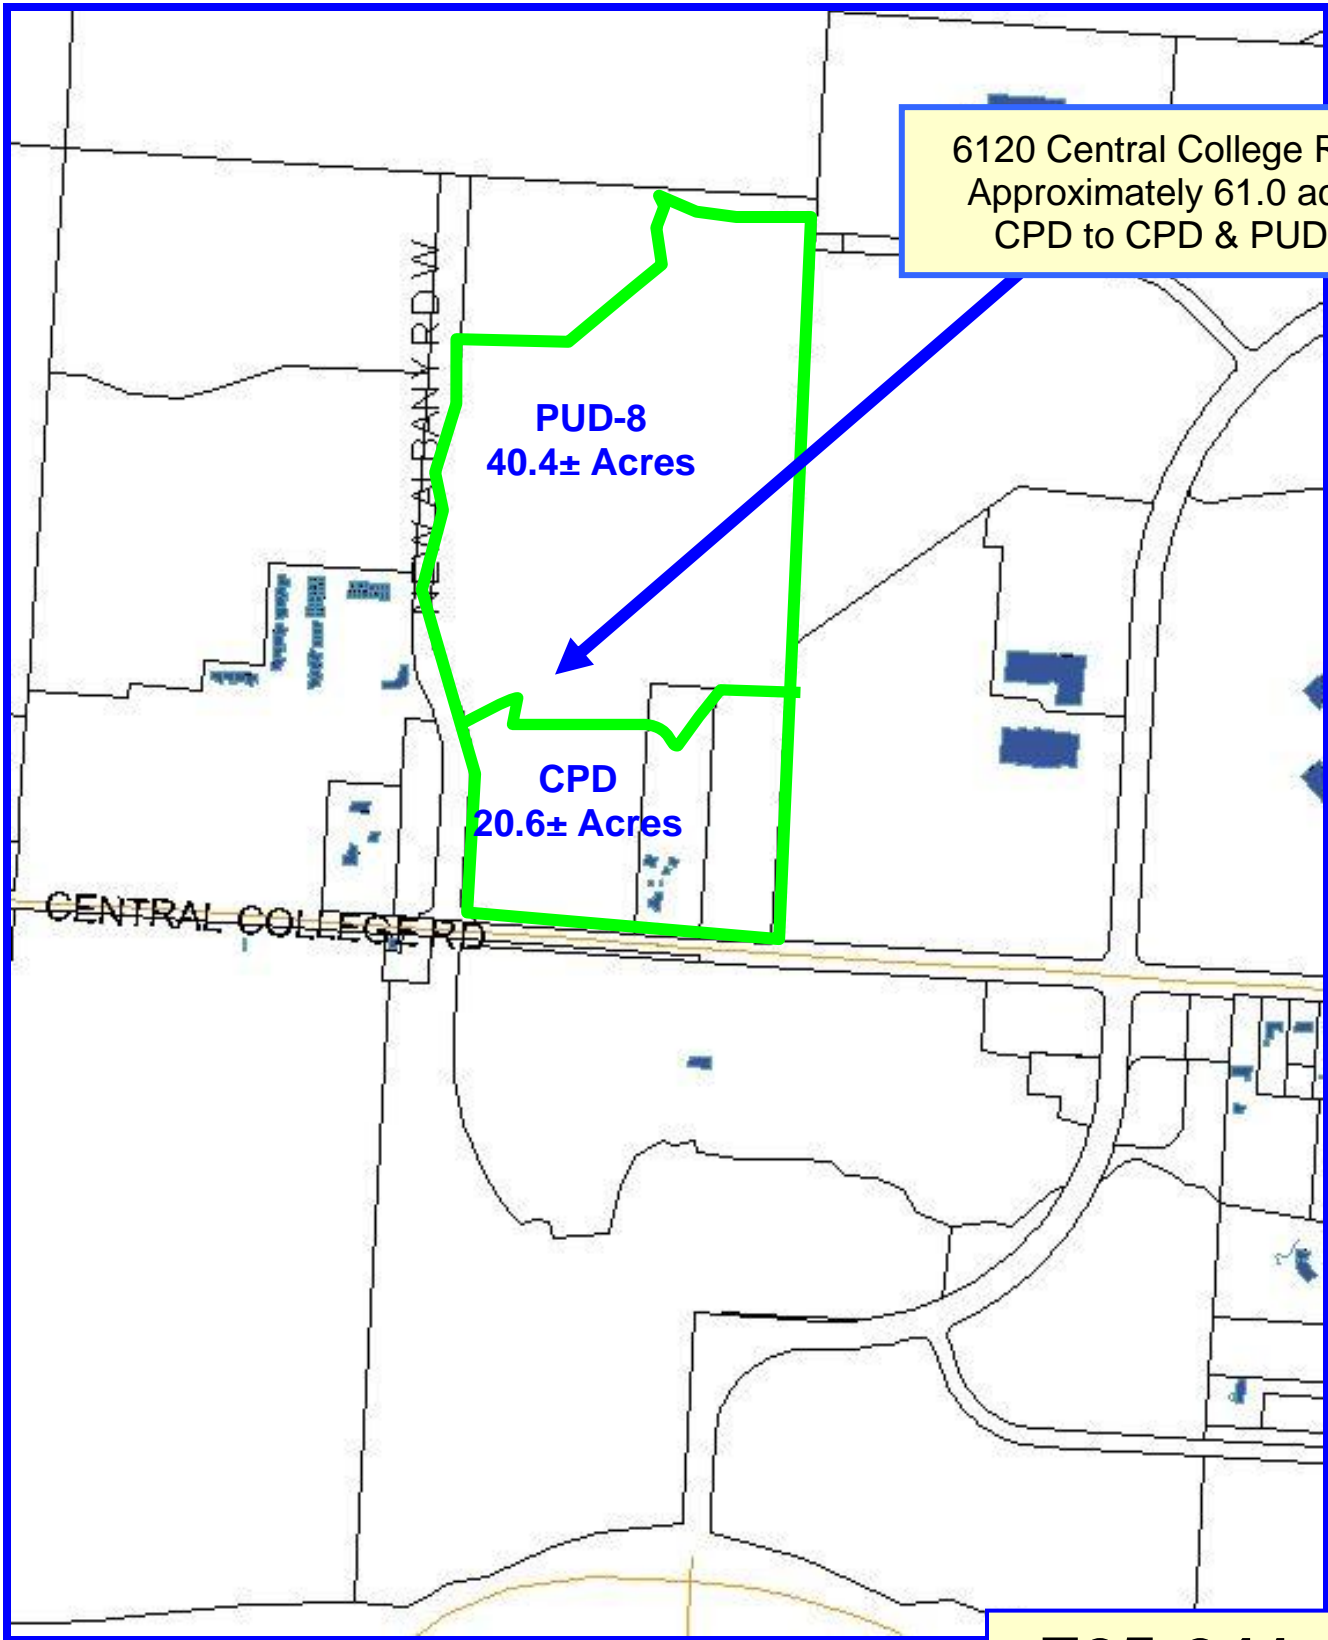 6120 Central College R
Approximately 61.0 ac
CPD to CPD & PUD
NEW ALBANY RD W
PUD-8
40.4± Acres
CPD
20.6± Acres
CENTRAL COLLEGE RD